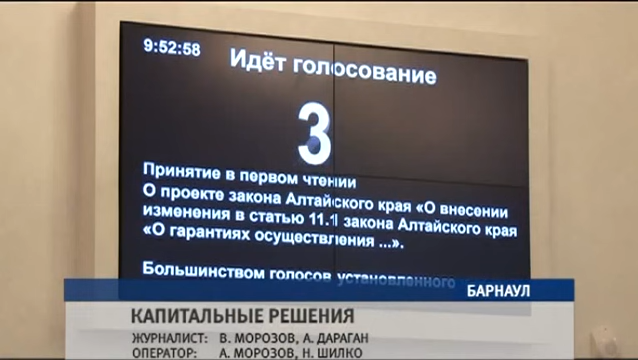 9:52:58
Идёт голосование
3
Принятие в первом чтении
О проекте закона Алтайского края «О внесении
изменения в статью 11.1 закона Алтайского края
«О гарантиях осуществления ...».
Большинством голосов установленного
БАРНАУЛ
КАПИТАЛЬНЫЕ РЕШЕНИЯ
ЖУРНАЛИСТ: В. МОРОЗОВ, А. ДАРАГАН
ОПЕРАТОР: А. МОРОЗОВ, Н. ШИЛКО